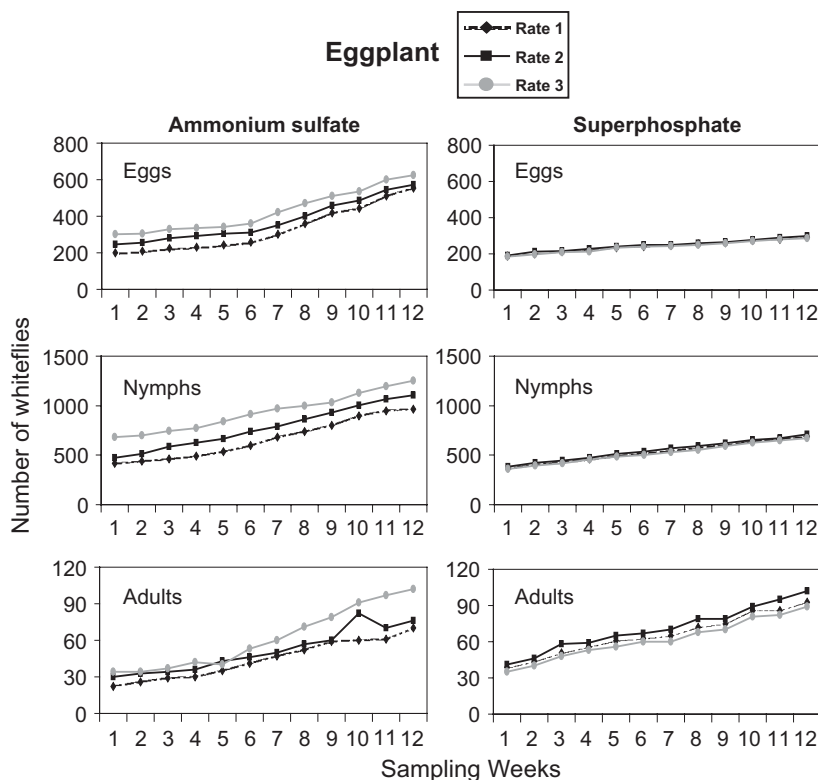 Eggplant
Rate 1
Rate 2
Rate 3
Ammonium sulfate
Superphosphate
Number of whiteflies
800
600
400
200
0
Eggs
1 2 3 4 5 6 7 8 9 10 11 12
800
600
400
200
0
Eggs
1 2 3 4 5 6 7 8 9 10 11 12
1500
1000
500
0
Nymphs
1 2 3 4 5 6 7 8 9 10 11 12
1500
1000
500
0
Nymphs
1 2 3 4 5 6 7 8 9 10 11 12
120
90
60
30
0
Adults
1 2 3 4 5 6 7 8 9 10 11 12
120
90
60
30
0
Adults
1 2 3 4 5 6 7 8 9 10 11 12
Sampling Weeks